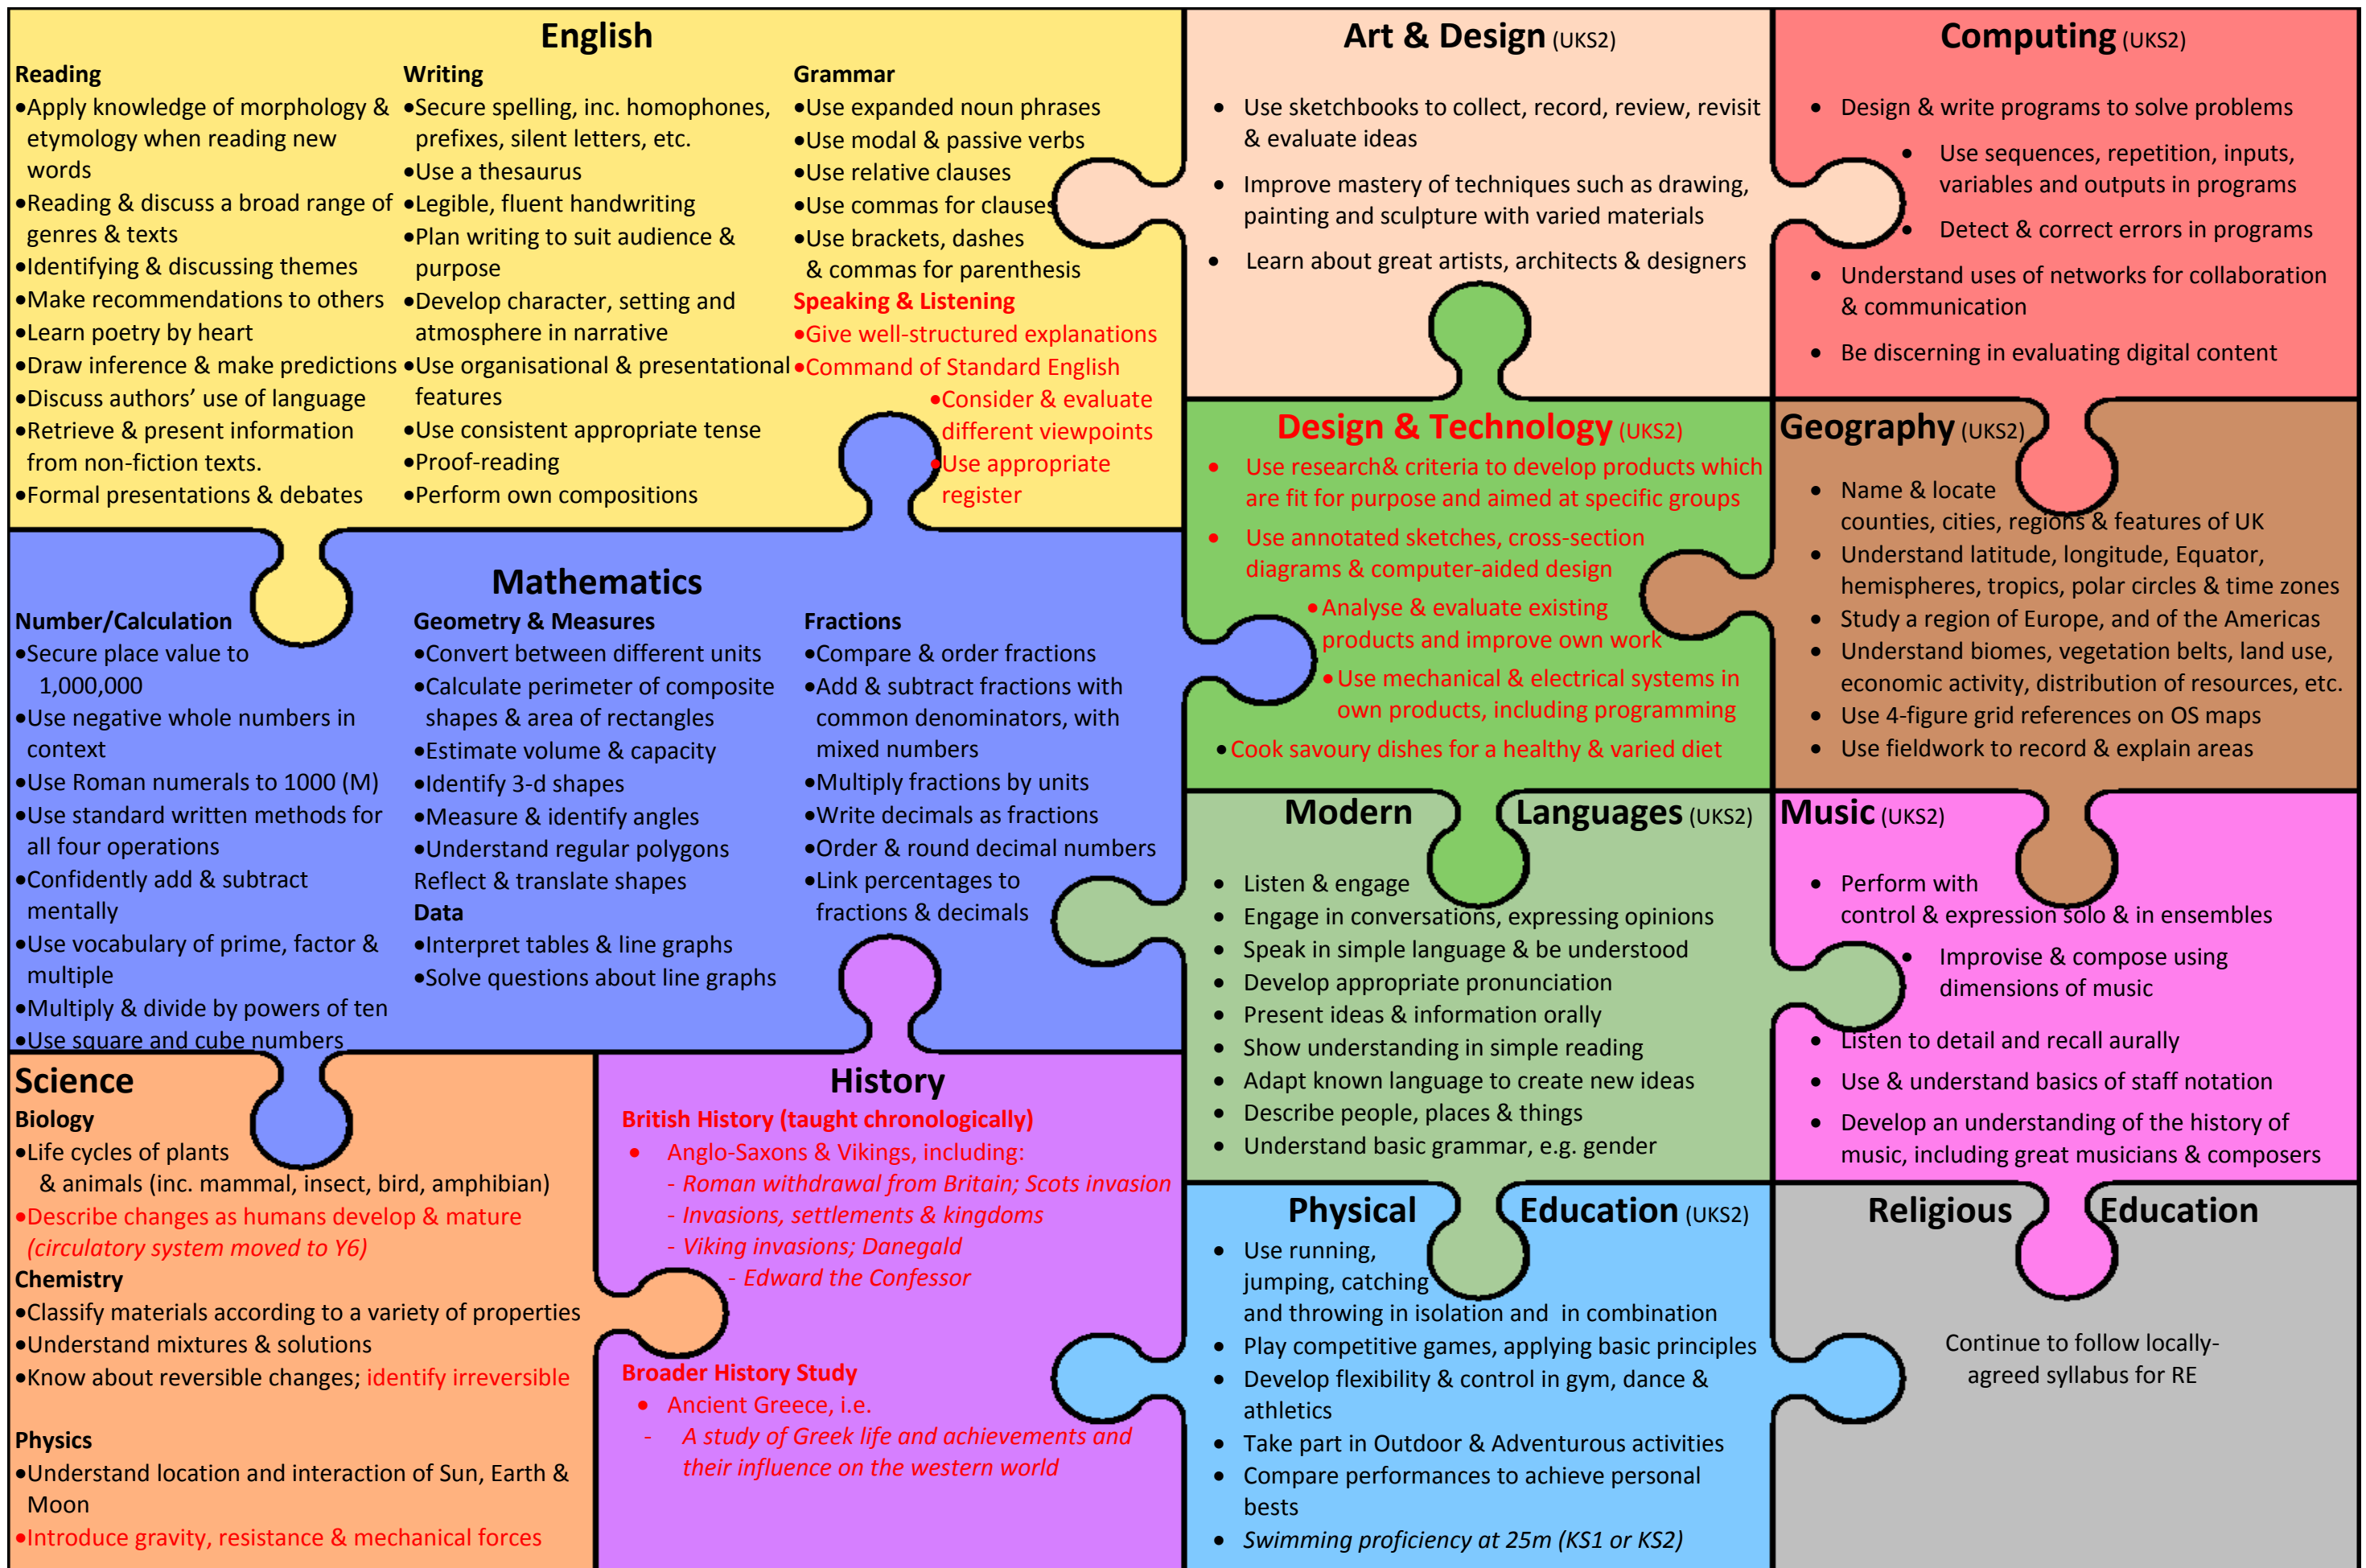 English
Reading
•Apply knowledge of morphology &
etymology when reading new
words
•Reading & discuss a broad range of
genres & texts
•Identifying & discussing themes
•Make recommendations to others
•Learn poetry by heart
•Draw inference & make predictions
•Discuss authors' use of language
•Retrieve & present information
from non-fiction texts.
•Formal presentations & debates
Writing
•Secure spelling, inc. homophones,
prefixes, silent letters, etc.
•Use a thesaurus
•Legible, fluent handwriting
•Plan writing to suit audience &
purpose
•Develop character, setting and
atmosphere in narrative
•Use organisational & presentational
features
•Use consistent appropriate tense
•Proof-reading
•Perform own compositions
Grammar
•Use expanded noun phrases
•Use modal & passive verbs
•Use relative clauses
•Use commas for clauses
•Use brackets, dashes
& commas for parenthesis
Speaking & Listening
•Give well-structured explanations
•Command of Standard English
•Consider & evaluate
different viewpoints
•Use appropriate
register
Art & Design (UKS2)
• Use sketchbooks to collect, record, review, revisit
& evaluate ideas
• Improve mastery of techniques such as drawing,
painting and sculpture with varied materials
• Learn about great artists, architects & designers
Computing (UKS2)
• Design & write programs to solve problems
• Use sequences, repetition, inputs,
variables and outputs in programs
• Detect & correct errors in programs
• Understand uses of networks for collaboration
& communication
• Be discerning in evaluating digital content
Design & Technology (UKS2)
• Use research& criteria to develop products which
are fit for purpose and aimed at specific groups
• Use annotated sketches, cross-section
diagrams & computer-aided design
• Analyse & evaluate existing
products and improve own work
• Use mechanical & electrical systems in
own products, including programming
• Cook savoury dishes for a healthy & varied diet
Geography (UKS2)
• Name & locate
counties, cities, regions & features of UK
• Understand latitude, longitude, Equator,
hemispheres, tropics, polar circles & time zones
• Study a region of Europe, and of the Americas
• Understand biomes, vegetation belts, land use,
economic activity, distribution of resources, etc.
• Use 4-figure grid references on OS maps
• Use fieldwork to record & explain areas
Mathematics
Number/Calculation
•Secure place value to
1,000,000
•Use negative whole numbers in
context
•Use Roman numerals to 1000 (M)
•Use standard written methods for
all four operations
•Confidently add & subtract
mentally
•Use vocabulary of prime, factor &
multiple
•Multiply & divide by powers of ten
•Use square and cube numbers
Geometry & Measures
•Convert between different units
•Calculate perimeter of composite
shapes & area of rectangles
•Estimate volume & capacity
•Identify 3-d shapes
•Measure & identify angles
•Understand regular polygons
Reflect & translate shapes
Data
•Interpret tables & line graphs
•Solve questions about line graphs
Fractions
•Compare & order fractions
•Add & subtract fractions with
common denominators, with
mixed numbers
•Multiply fractions by units
•Write decimals as fractions
•Order & round decimal numbers
•Link percentages to
fractions & decimals
Modern Languages (UKS2)
• Listen & engage
• Engage in conversations, expressing opinions
• Speak in simple language & be understood
• Develop appropriate pronunciation
• Present ideas & information orally
• Show understanding in simple reading
• Adapt known language to create new ideas
• Describe people, places & things
• Understand basic grammar, e.g. gender
Music (UKS2)
• Perform with
control & expression solo & in ensembles
• Improvise & compose using
dimensions of music
• Listen to detail and recall aurally
• Use & understand basics of staff notation
• Develop an understanding of the history of
music, including great musicians & composers
Science
Biology
•Life cycles of plants
& animals (inc. mammal, insect, bird, amphibian)
•Describe changes as humans develop & mature
(circulatory system moved to Y6)
Chemistry
•Classify materials according to a variety of properties
•Understand mixtures & solutions
•Know about reversible changes; identify irreversible
Physics
•Understand location and interaction of Sun, Earth &
Moon
•Introduce gravity, resistance & mechanical forces
History
British History (taught chronologically)
• Anglo-Saxons & Vikings, including:
- Roman withdrawal from Britain; Scots invasion
- Invasions, settlements & kingdoms
- Viking invasions; Danegald
- Edward the Confessor
Broader History Study
• Ancient Greece, i.e.
- A study of Greek life and achievements and
their influence on the western world
Physical Education (UKS2)
• Use running,
jumping, catching
and throwing in isolation and in combination
• Play competitive games, applying basic principles
• Develop flexibility & control in gym, dance &
athletics
• Take part in Outdoor & Adventurous activities
• Compare performances to achieve personal
bests
• Swimming proficiency at 25m (KS1 or KS2)
Religious Education
Continue to follow locally-
agreed syllabus for RE